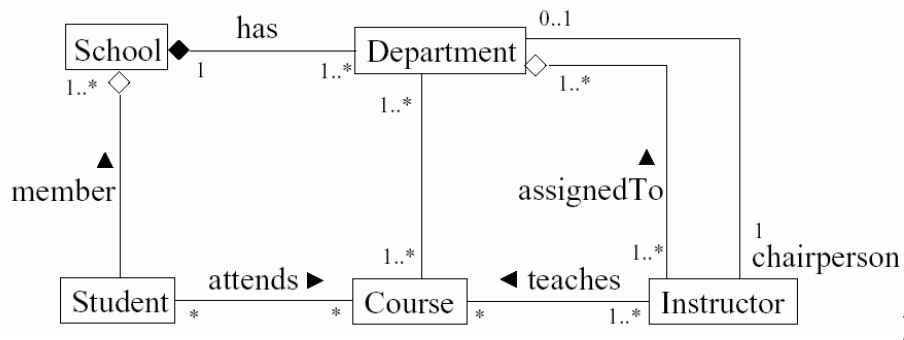 has
0..1
School
Department
1
1..*
1..*
1..*
1..*
member
assignedTo
1..*
1..*
1
chairperson
attends
teaches
Student
Course
Instructor
*
*
*
1..*